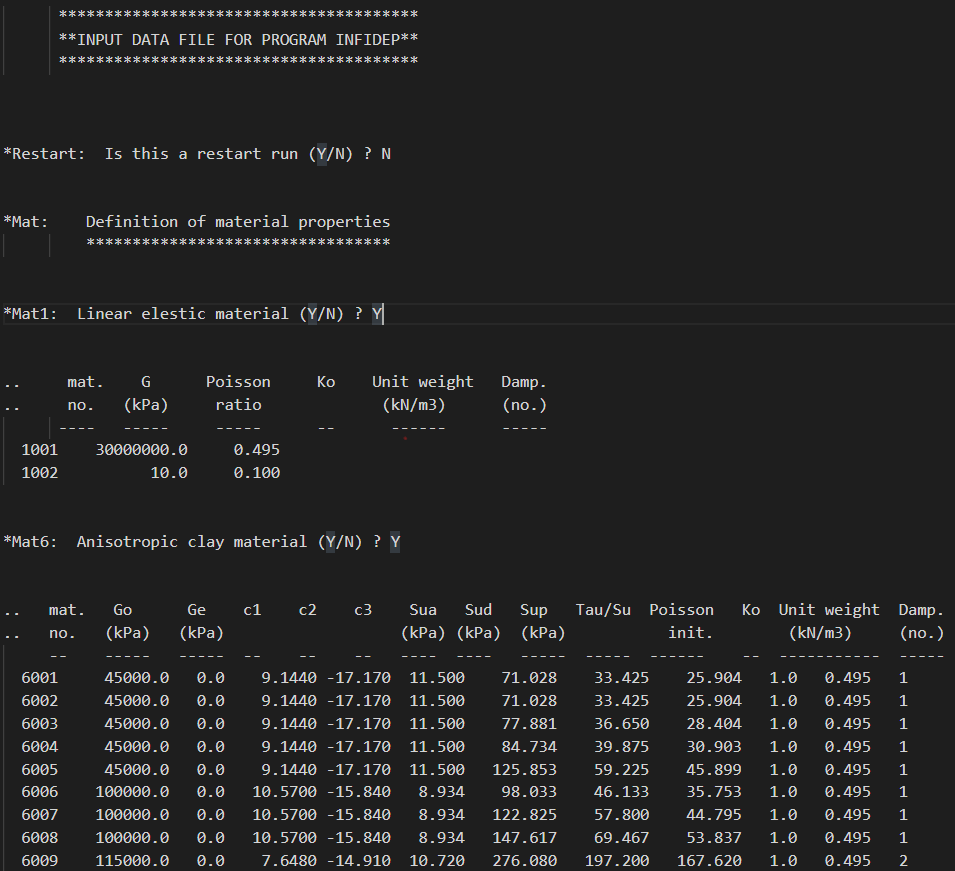 ***************************************
**INPUT DATA FILE FOR PROGRAM INFIDEP**
***************************************
*Restart:  Is this a restart run (Y/N) ? N
*Mat:    Definition of material properties
*********************************
*Mat1:  Linear elestic material (Y/N) ? Y
..     mat.    G      Poisson     Ko    Unit weight   Damp.
..     no.   (kPa)     ratio             (kN/m3)      (no.)
----   -----     -----      --      ------      -----
1001    30000000.0     0.495
1002          10.0     0.100
*Mat6:  Anisotropic clay material (Y/N) ? Y
..   mat.   Go      Ge    c1    c2    c3    Sua   Sud   Sup   Tau/Su  Poisson   Ko  Unit weight  Damp.
..   no.   (kPa)   (kPa)                   (kPa) (kPa)  (kPa)           init.        (kN/m3)     (no.)
--    -----   -----  --    --    --   ----  ----   -----  -----  ------    --  -----------  -----
6001     45000.0   0.0    9.1440 -17.170  11.500    71.028    33.425    25.904   1.0   0.495   1
6002     45000.0   0.0    9.1440 -17.170  11.500    71.028    33.425    25.904   1.0   0.495   1
6003     45000.0   0.0    9.1440 -17.170  11.500    77.881    36.650    28.404   1.0   0.495   1
6004     45000.0   0.0    9.1440 -17.170  11.500    84.734    39.875    30.903   1.0   0.495   1
6005     45000.0   0.0    9.1440 -17.170  11.500   125.853    59.225    45.899   1.0   0.495   1
6006    100000.0   0.0   10.5700 -15.840   8.934    98.033    46.133    35.753   1.0   0.495   1
6007    100000.0   0.0   10.5700 -15.840   8.934   122.825    57.800    44.795   1.0   0.495   1
6008    100000.0   0.0   10.5700 -15.840   8.934   147.617    69.467    53.837   1.0   0.495   1
6009    115000.0   0.0    7.6480 -14.910  10.720   276.080   197.200   167.620   1.0   0.495   2